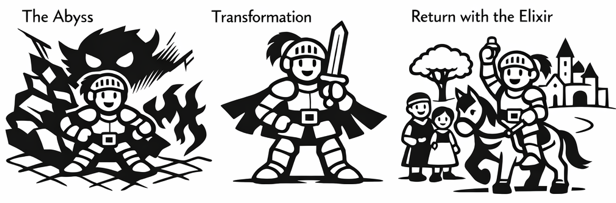 The Abyss
Transformation
Return with the Elixir